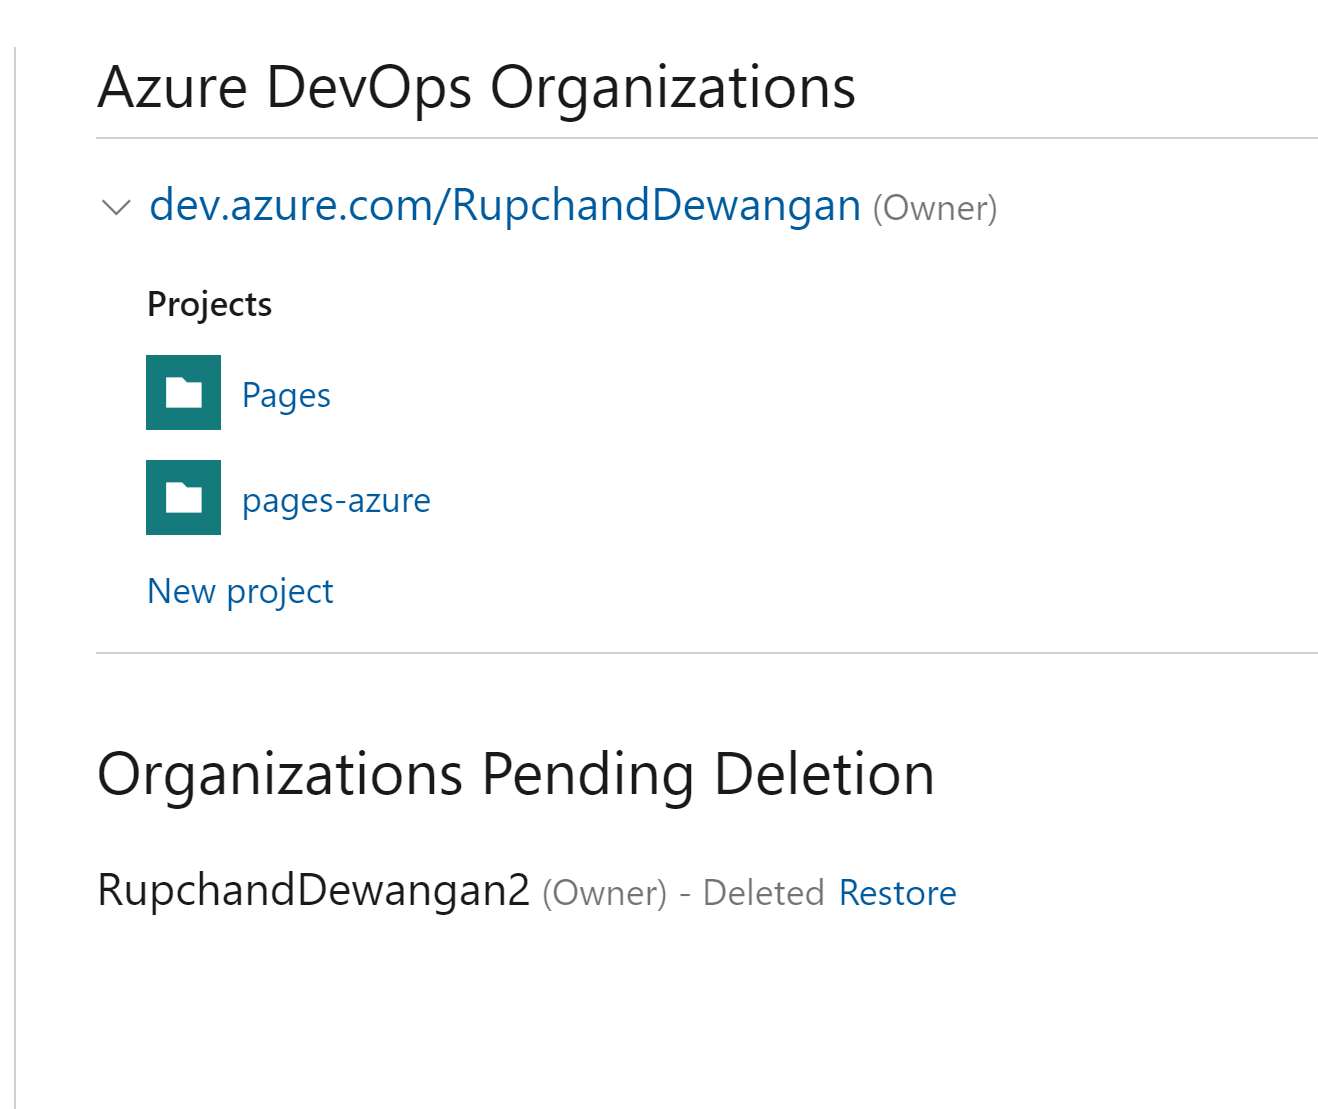 Azure DevOps Organizations
dev.azure.com/RupchandDewangan (Owner)
Projects
Pages
pages-azure
New project
Organizations Pending Deletion
RupchandDewangan2 (Owner) - Deleted Restore